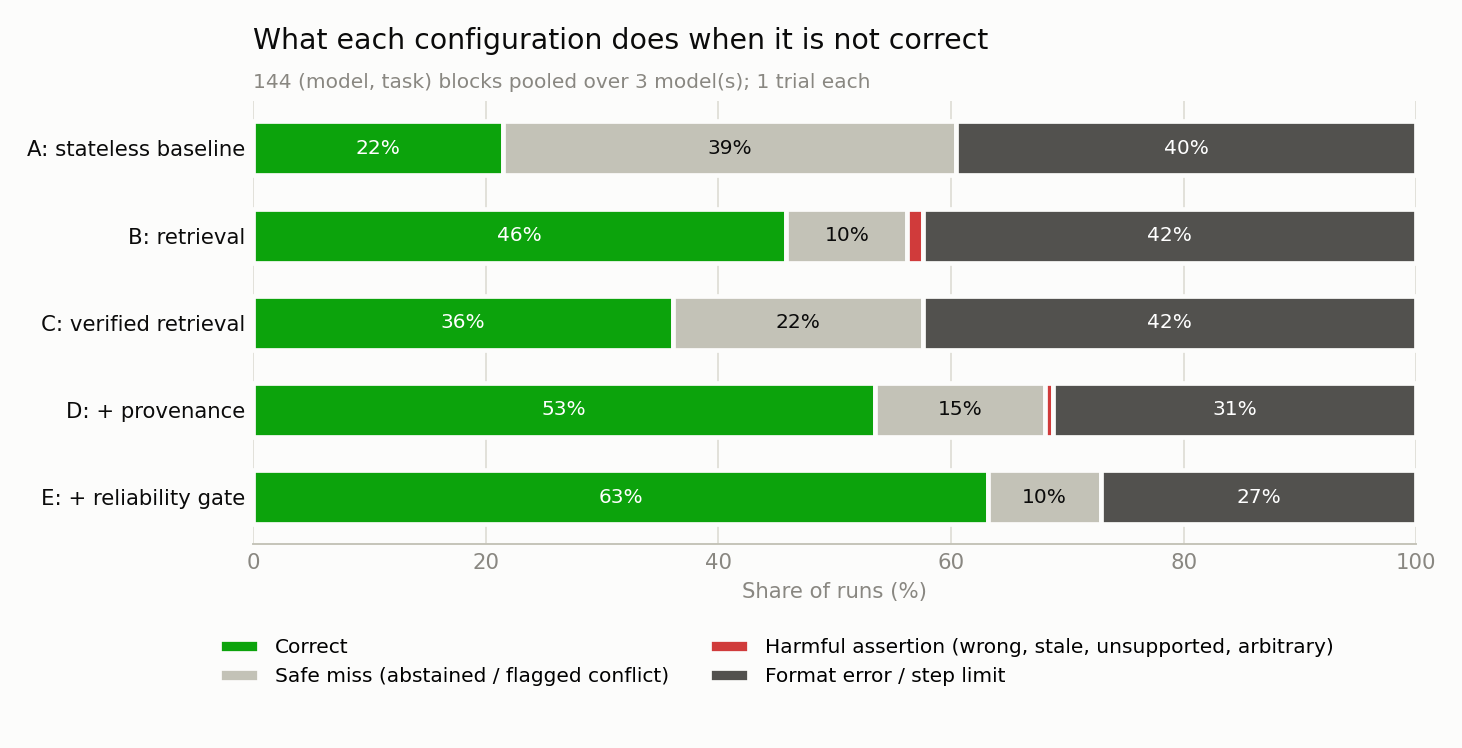 What each configuration does when it is not correct
144 (model, task) blocks pooled over 3 model(s); 1 trial each
A: stateless baseline 22% 39% 40%
B: retrieval 46% 10% 42%
C: verified retrieval 36% 22% 42%
D: + provenance 53% 15% 31%
E: + reliability gate 63% 10% 27%
0 20 40 60 80 100
Share of runs (%)
Correct Harmful assertion (wrong, stale, unsupported, arbitrary)
Safe miss (abstained / flagged conflict) Format error / step limit